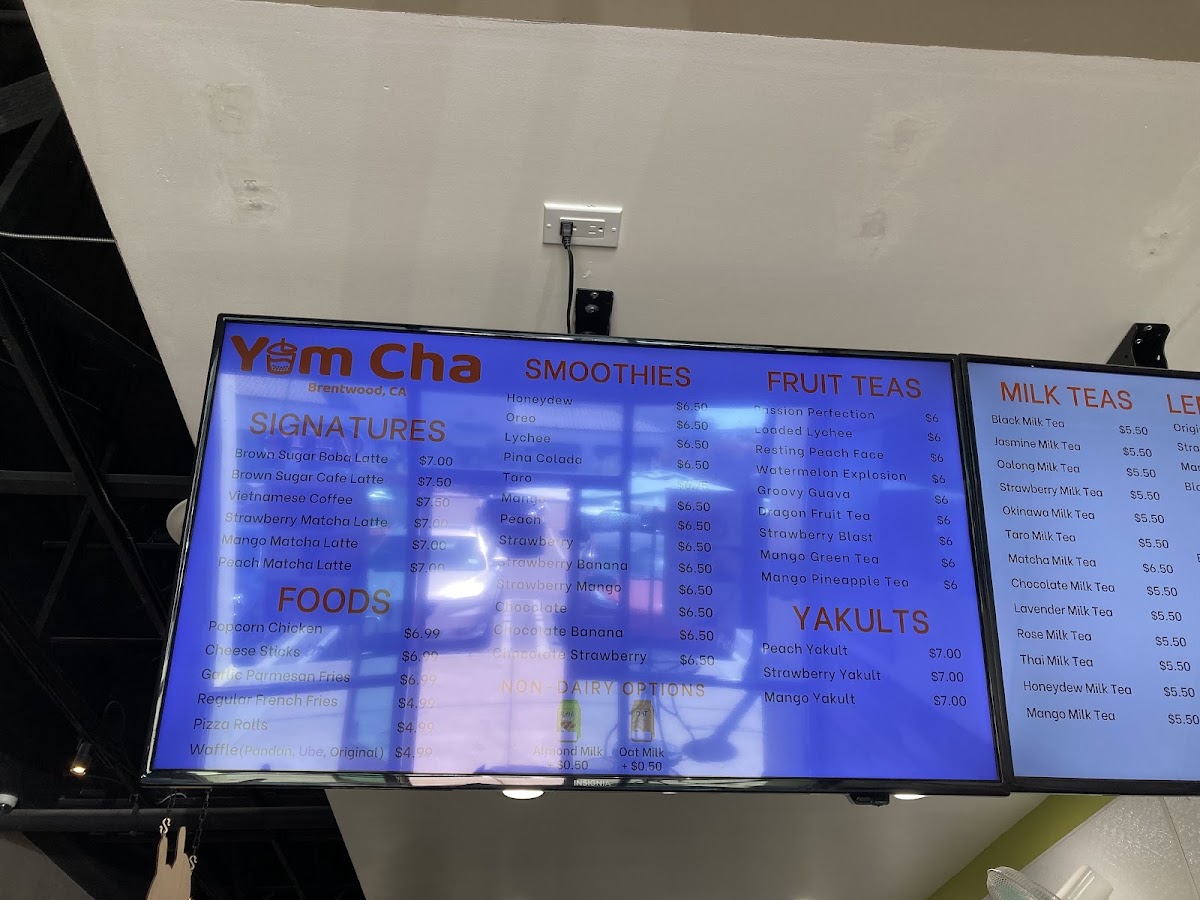 Yom Cha
Brentwood, CA
SIGNATURES
Brown Sugar Boba Latte $7.00
Brown Sugar Cafe Latte $7.50
Vietnamese Coffee $7.50
Strawberry Matcha Latte $7.00
Mango Matcha Latte $7.00
Peach Matcha Latte $7.00
FOODS
Popcorn Chicken $6.99
Cheese Sticks $6.99
Garlic Parmesan Fries $6.99
Regular French Fries $4.99
Pizza Rolls $4.99
Waffle(Pandan, Ube, Original) $4.99
SMOOTHIES
Honeydew $6.50
Oreo $6.50
Lychee $6.50
Pina Colada $6.50
Taro
Mango $6.50
Peach $6.50
Strawberry $6.50
Strawberry Banana $6.50
Strawberry Mango $6.50
Chocolate $6.50
Chocolate Banana $6.50
Chocolate Strawberry $6.50
NON-DAIRY OPTIONS
Almond Milk Oat Milk
+ $0.50 + $0.50
FRUIT TEAS
Passion Perfection $6
Loaded Lychee $6
Resting Peach Face $6
Watermelon Explosion $6
Groovy Guava $6
Dragon Fruit Tea $6
Strawberry Blast $6
Mango Green Tea $6
Mango Pineapple Tea $6
YAKULTS
Peach Yakult $7.00
Strawberry Yakult $7.00
Mango Yakult $7.00
INSIGNIA
MILK TEAS
Black Milk Tea $5.50
Jasmine Milk Tea $5.50
Oolong Milk Tea $5.50
Strawberry Milk Tea $5.50
Okinawa Milk Tea $5.50
Taro Milk Tea $5.50
Matcha Milk Tea $6.50
Chocolate Milk Tea $5.50
Lavender Milk Tea $5.50
Rose Milk Tea $5.50
Thai Milk Tea $5.50
Honeydew Milk Tea $5.50
Mango Milk Tea $5.50